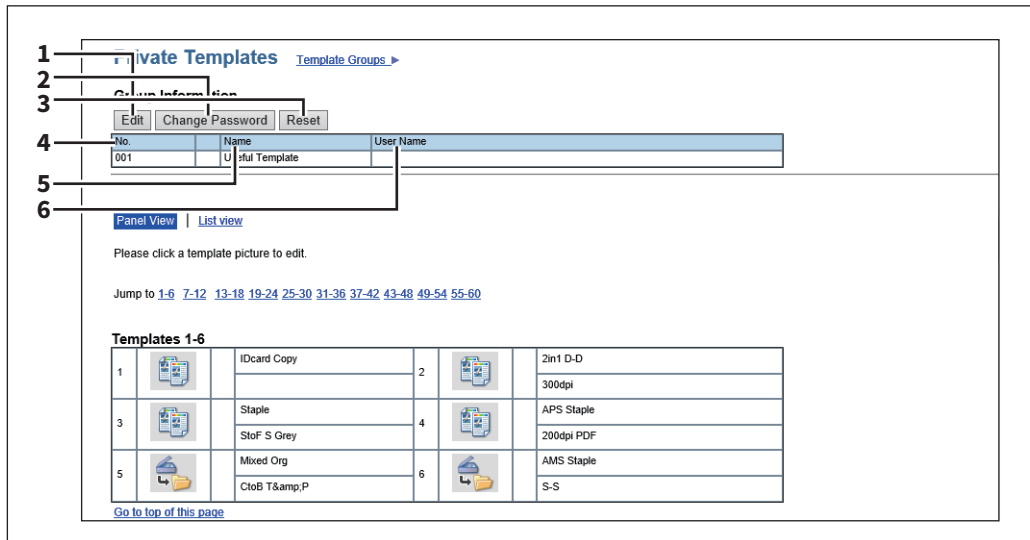 1
2
3
4
5
6
Private Templates Template Groups
Group Information
Edit Change Password Reset
No. Name User Name
001 Useful Template
Panel View | List view
Please click a template picture to edit.
Jump to 1-6 7-12 13-18 19-24 25-30 31-36 37-42 43-48 49-54 55-60
Templates 1-6
1 IDcard Copy 2 2in1 D-D
300dpi
3 Staple 4 APS Staple
StoF S Grey 200dpi PDF
5 Mixed Org 6 AMS Staple
CtoB T&amp;P S-S
Go to top of this page